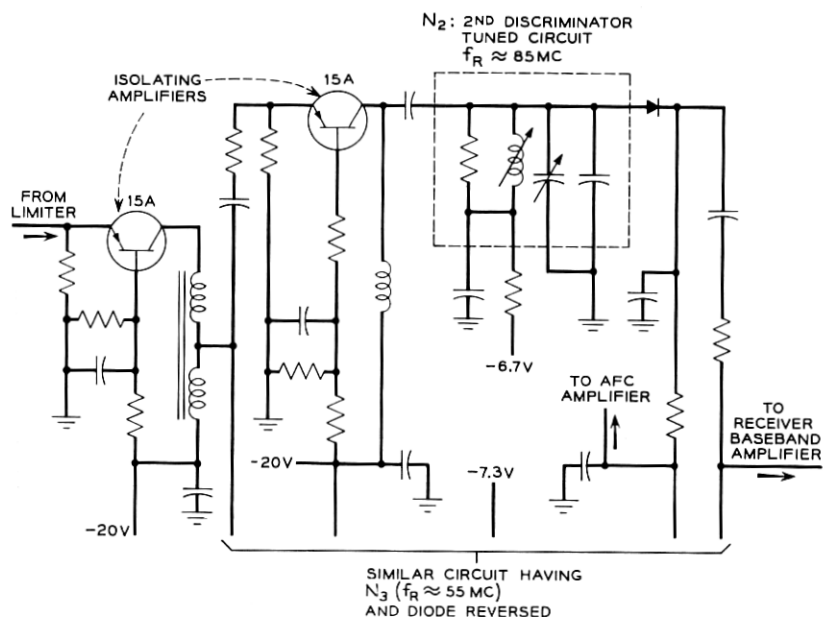 N2: 2ND DISCRIMINATOR
TUNED CIRCUIT
fR ≈ 85MC
ISOLATING
AMPLIFIERS
15A
15A
FROM
LIMITER
-6.7V
TO AFC
AMPLIFIER
TO
RECEIVER
BASEBAND
AMPLIFIER
-20V
-7.3V
-20V
SIMILAR CIRCUIT HAVING
N3 (fR ≈ 55 MC)
AND DIODE REVERSED